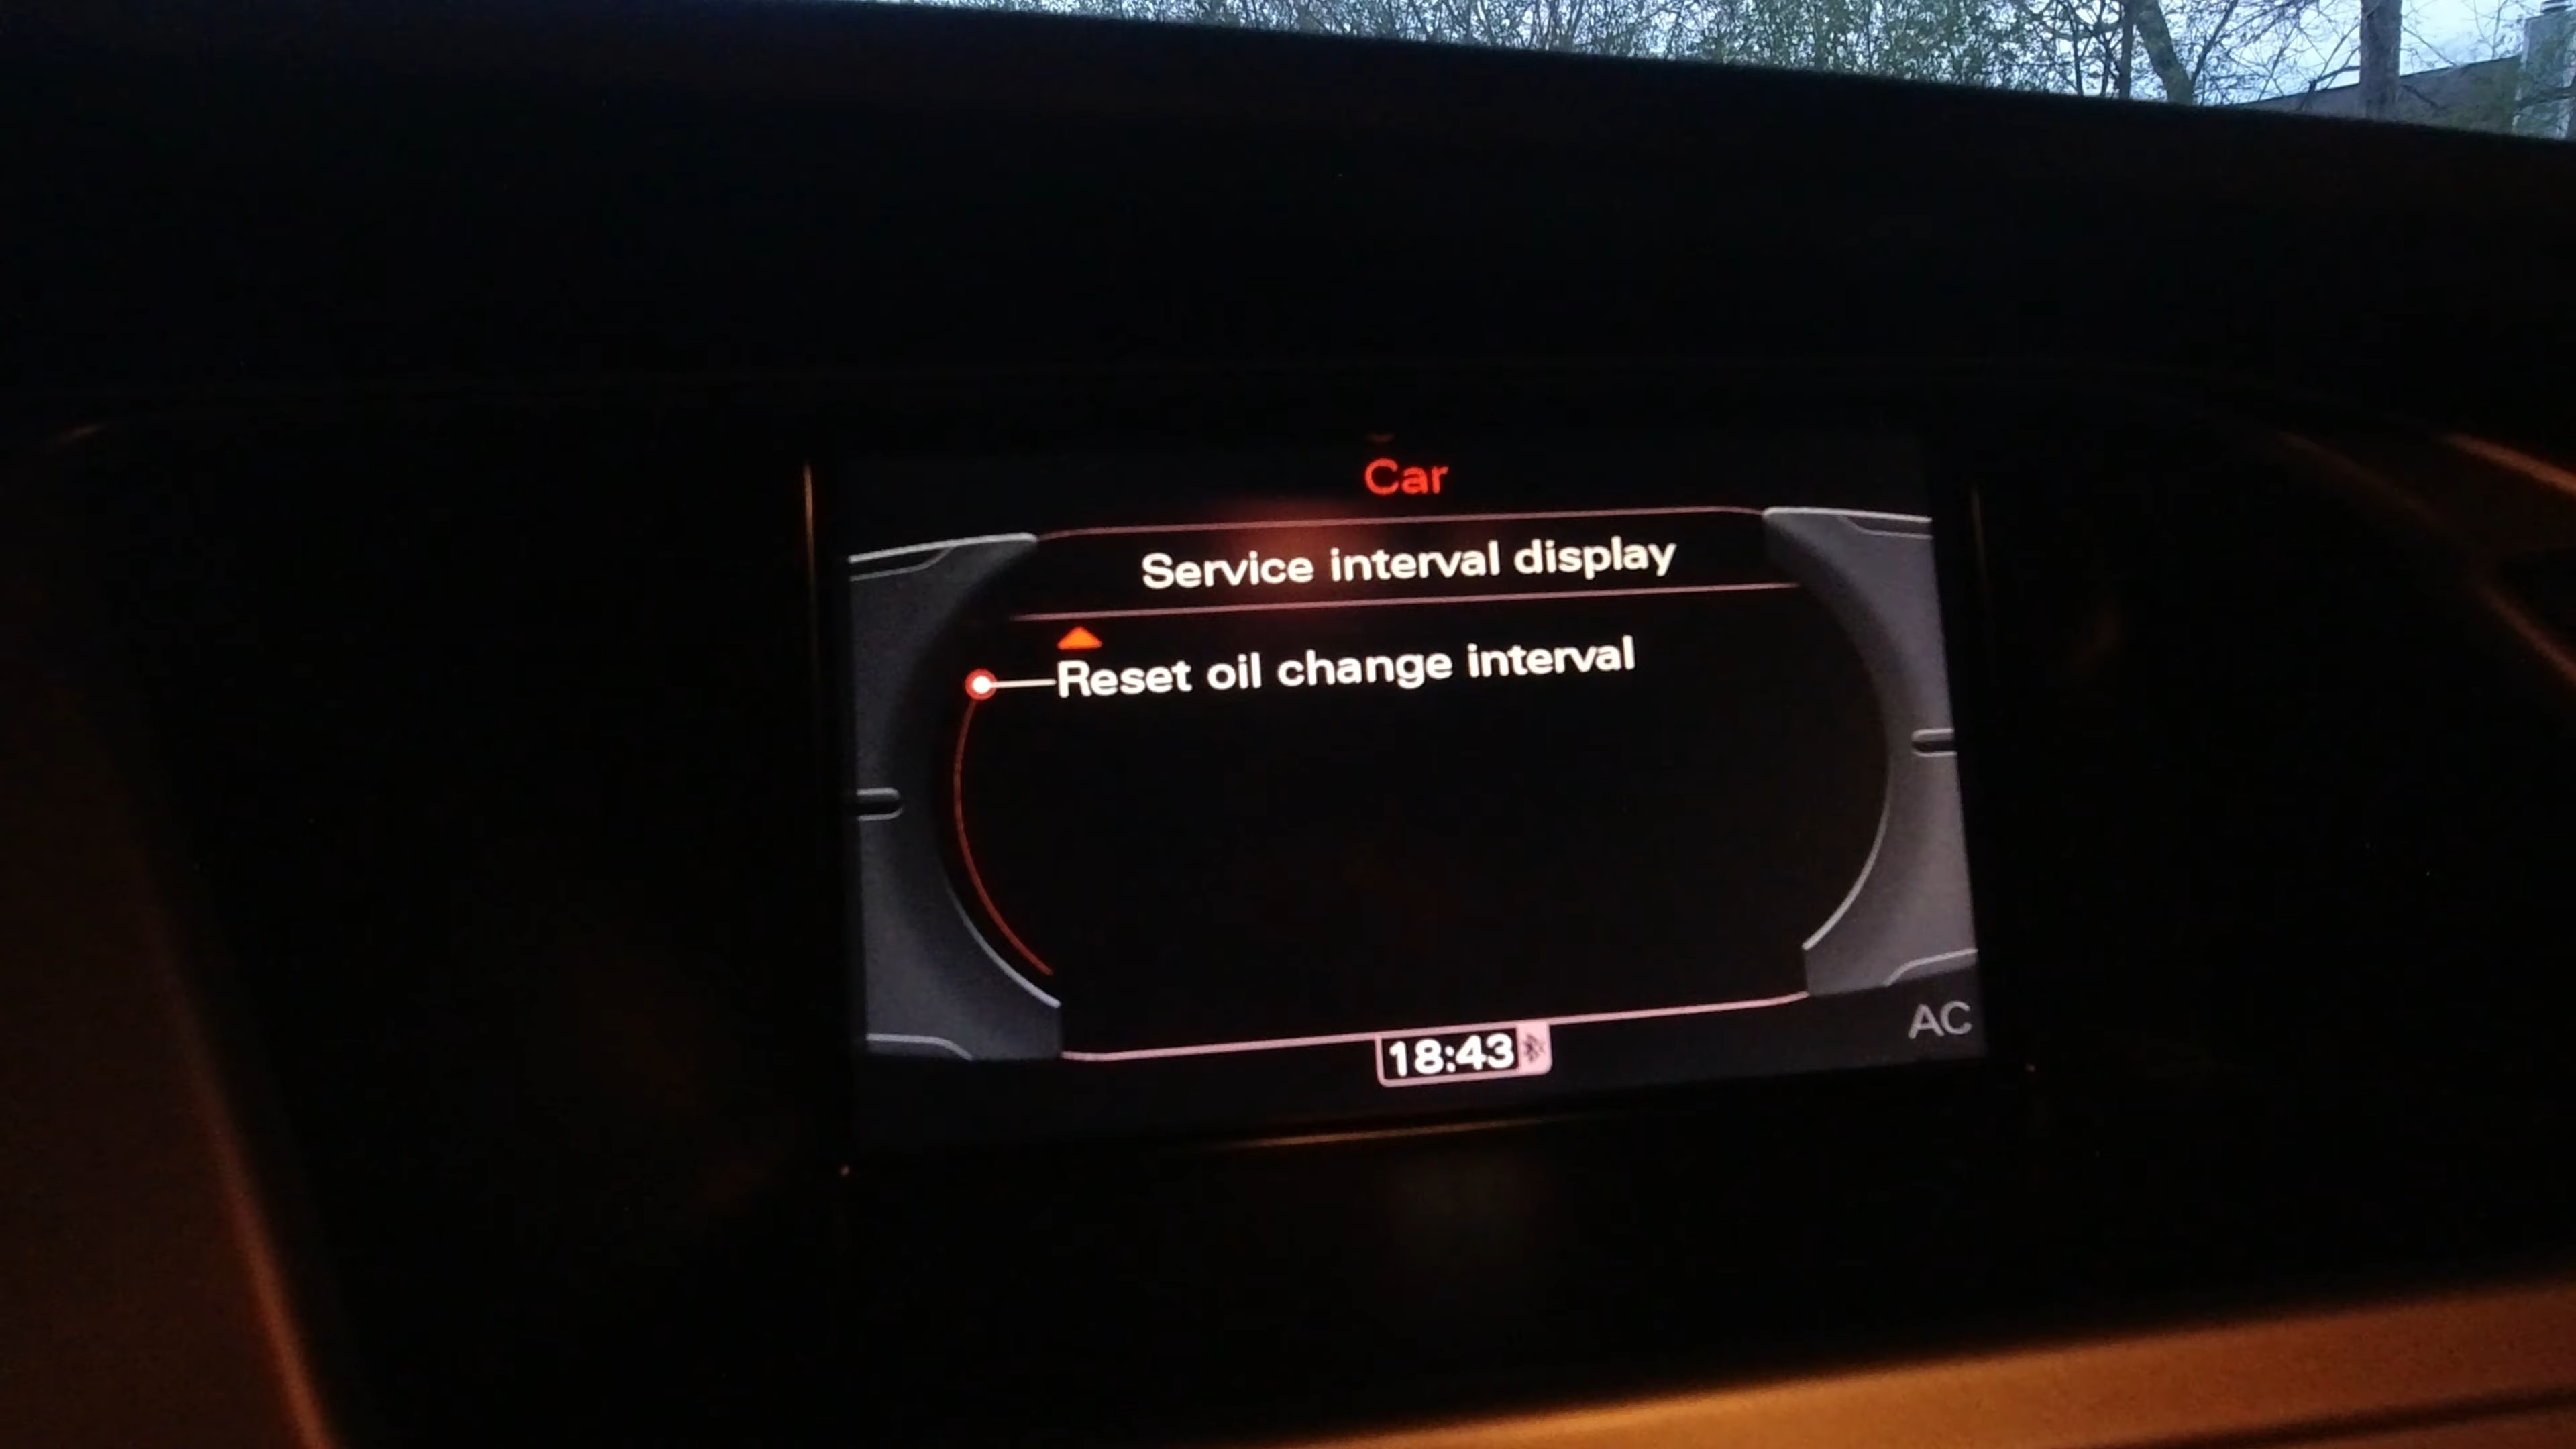 Car
Service interval display
Reset oil change interval
18:43
AC